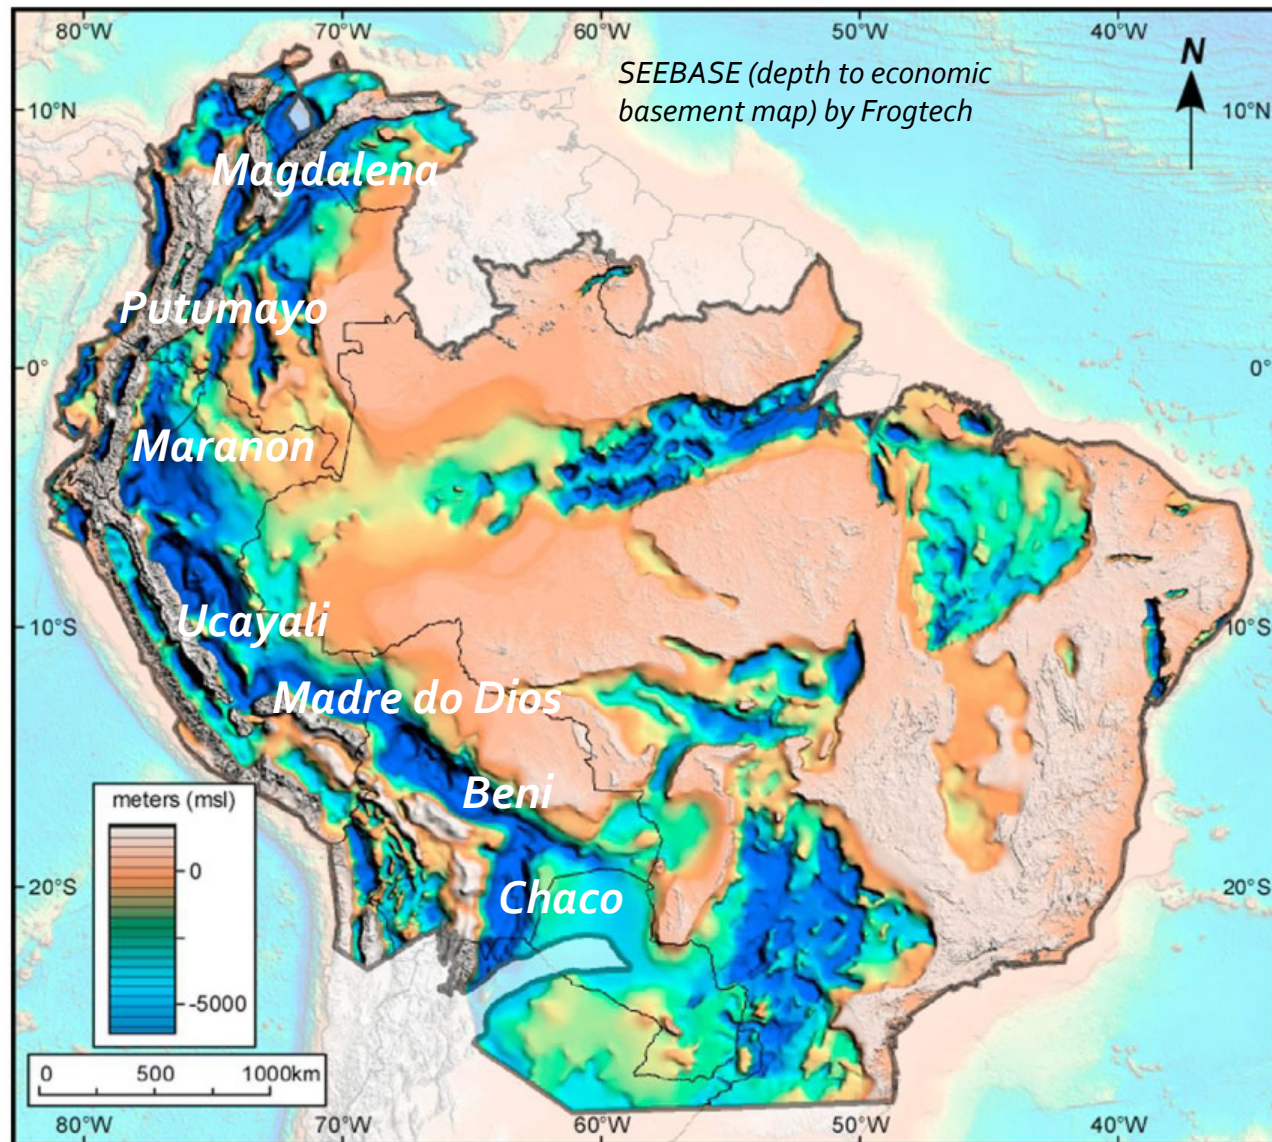 80°W 70°W 60°W 50°W 40°W
N
SEEBASE (depth to economic
basement map) by Frogtech
10°N 10°N
Magdalena
Putumayo
0° 0°
Maranon
Ucayali
10°S 10°S
Madre do Dios
Beni
meters (msl)
0
-5000
Chaco
20°S 20°S
0 500 1000km
80°W 70°W 60°W 50°W 40°W